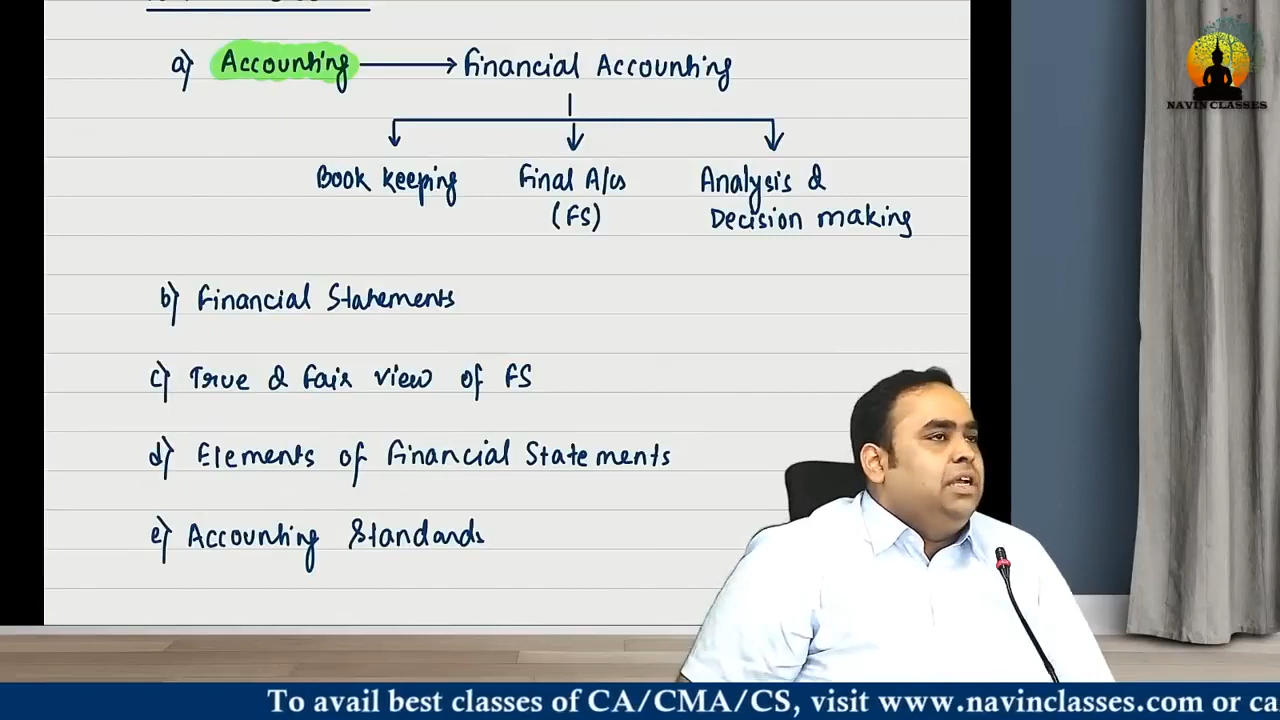 a) Accounting → Financial Accounting
Book keeping Final A/cs Analysis &
(FS) Decision making
b) Financial Statements
c) True & Fair view of FS
d) Elements of Financial Statements
e) Accounting Standards
NAVIN CLASSES
To avail best classes of CA/CMA/CS, visit www.navinclasses.com or ca